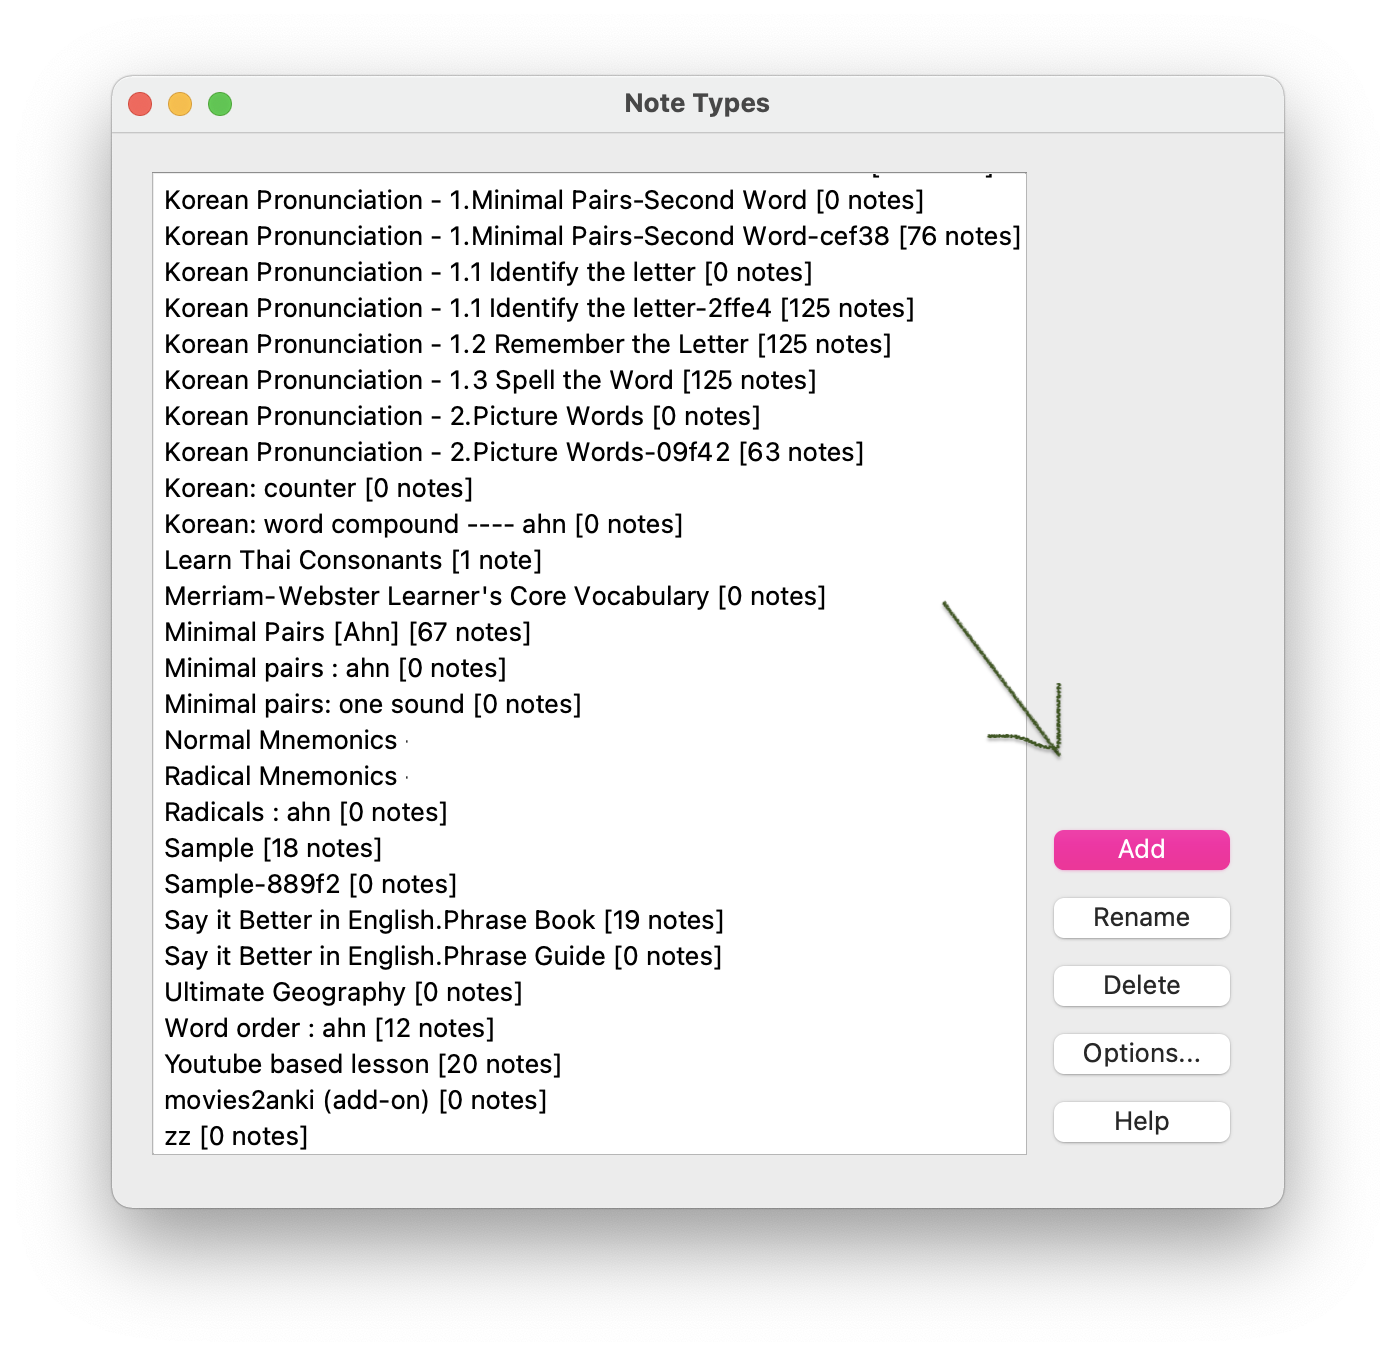 Note Types
Korean Pronunciation - 1.Minimal Pairs-Second Word [0 notes]
Korean Pronunciation - 1.Minimal Pairs-Second Word-cef38 [76 notes]
Korean Pronunciation - 1.1 Identify the letter [0 notes]
Korean Pronunciation - 1.1 Identify the letter-2ffe4 [125 notes]
Korean Pronunciation - 1.2 Remember the Letter [125 notes]
Korean Pronunciation - 1.3 Spell the Word [125 notes]
Korean Pronunciation - 2.Picture Words [0 notes]
Korean Pronunciation - 2.Picture Words-09f42 [63 notes]
Korean: counter [0 notes]
Korean: word compound ---- ahn [0 notes]
Learn Thai Consonants [1 note]
Merriam-Webster Learner's Core Vocabulary [0 notes]
Minimal Pairs [Ahn] [67 notes]
Minimal pairs : ahn [0 notes]
Minimal pairs: one sound [0 notes]
Normal Mnemonics
Radical Mnemonics
Radicals : ahn [0 notes]
Sample [18 notes]
Sample-889f2 [0 notes]
Say it Better in English.Phrase Book [19 notes]
Say it Better in English.Phrase Guide [0 notes]
Ultimate Geography [0 notes]
Word order : ahn [12 notes]
Youtube based lesson [20 notes]
movies2anki (add-on) [0 notes]
zz [0 notes]
Add
Rename
Delete
Options...
Help